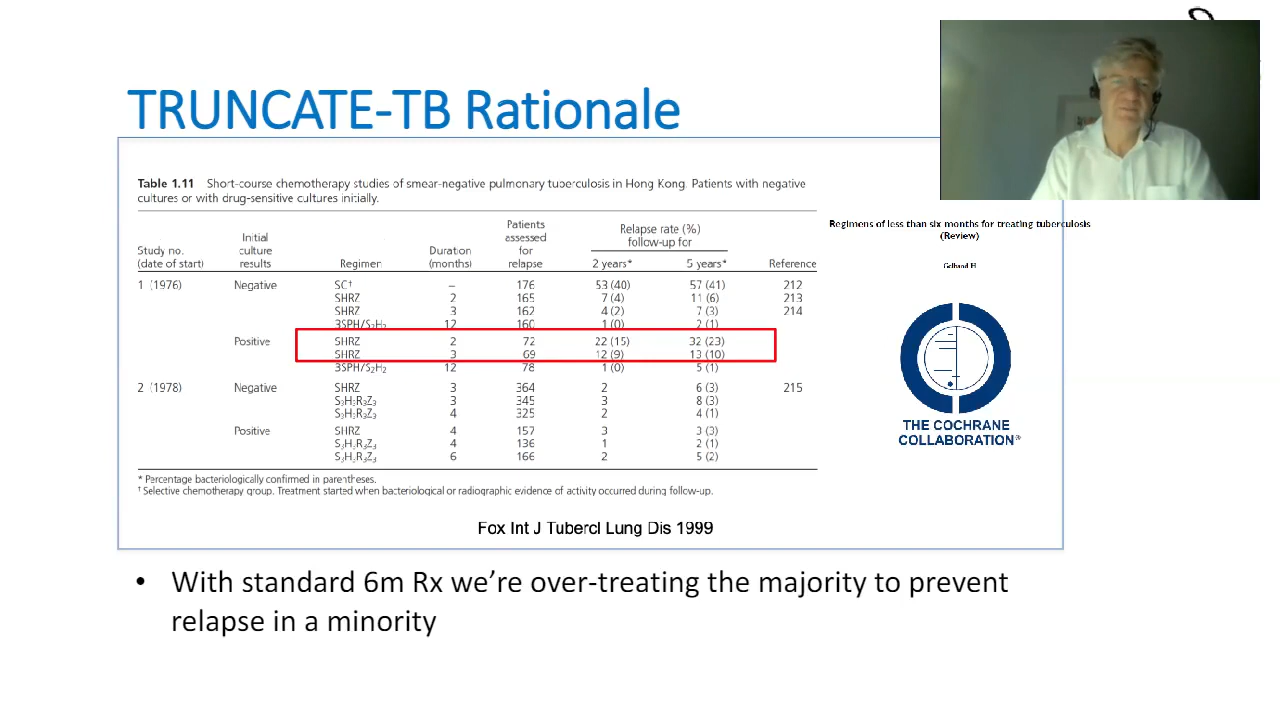 TRUNCATE-TB Rationale
Table 1.11 Short-course chemotherapy studies of smear-negative pulmonary tuberculosis in Hong Kong. Patients with negative
cultures or with drug-sensitive cultures initially.
Study no. (date of start) Initial culture results Regimen Duration (months) Patients assessed for relapse Relapse rate (%) follow-up for 2 years* 5 years* Reference
1 (1976) Negative SC† – 176 53 (40) 57 (41) 212
SHRZ 2 165 7 (4) 11 (6) 213
SHRZ 3 162 4 (2) 7 (3) 214
3SPH/S₂H₂ 12 160 1 (0) 2 (1)
Positive SHRZ 2 72 22 (15) 32 (23)
SHRZ 3 69 12 (9) 13 (10)
3SPH/S₂H₂ 12 78 1 (0) 5 (1)
2 (1978) Negative SHRZ 3 364 2 6 (3) 215
S₃H₃R₃Z₃ 3 345 3 8 (3)
S₃H₃R₃Z₃ 4 325 2 4 (1)
Positive SHRZ 4 157 3 3 (3)
S₃H₃R₃Z₃ 4 136 1 2 (1)
S₃H₃R₃Z₃ 6 166 2 5 (2)
* Percentage bacteriologically confirmed in parentheses.
† Selective chemotherapy group. Treatment started when bacteriological or radiographic evidence of activity occurred during follow-up.
Fox Int J Tubercl Lung Dis 1999
Regimens of less than six months for treating tuberculosis
(Review)
Gelband H
THE COCHRANE
COLLABORATION®
• With standard 6m Rx we’re over-treating the majority to prevent
relapse in a minority